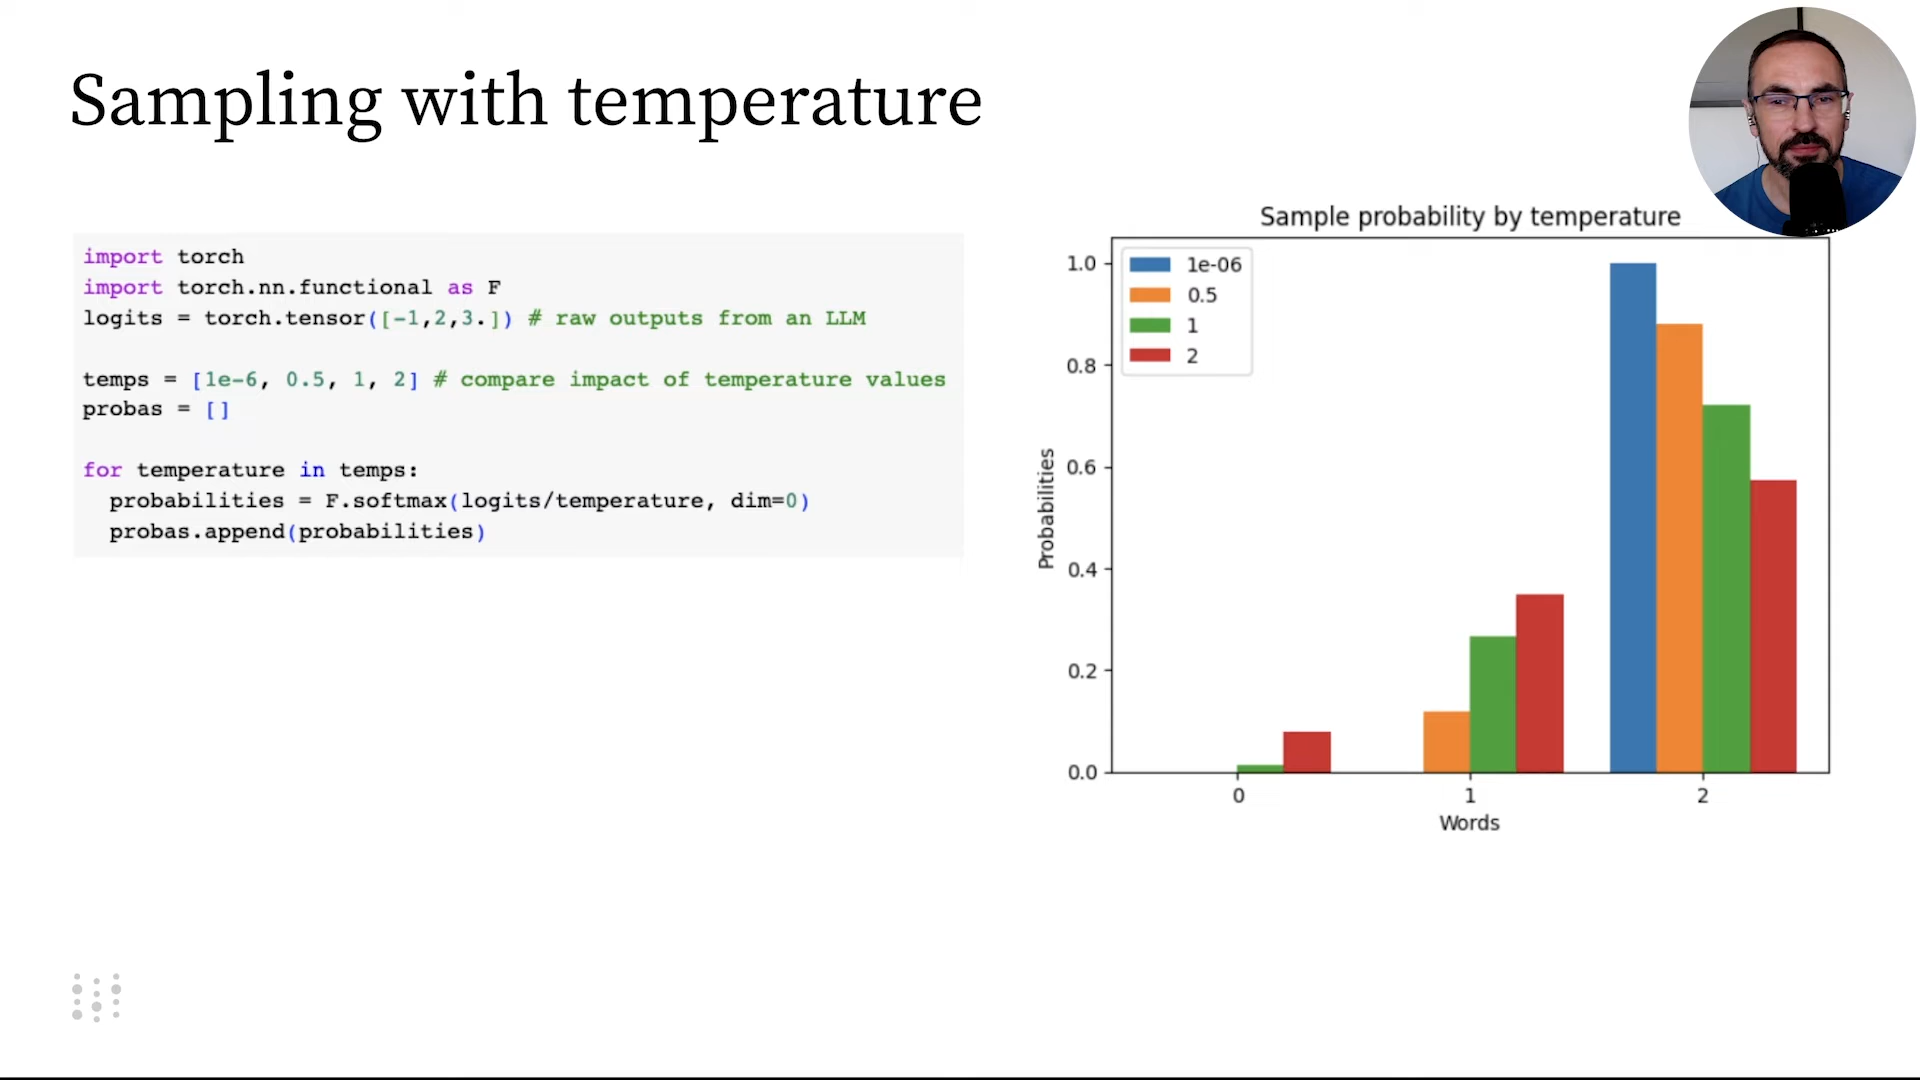 Sampling with temperature
import torch
import torch.nn.functional as F
logits = torch.tensor([-1,2,3.]) # raw outputs from an LLM
temps = [1e-6, 0.5, 1, 2] # compare impact of temperature values
probas = []
for temperature in temps:
  probabilities = F.softmax(logits/temperature, dim=0)
  probas.append(probabilities)
Sample probability by temperature
1e-06
0.5
1
2
Probabilities
1.0
0.8
0.6
0.4
0.2
0.0
0 1 2
Words